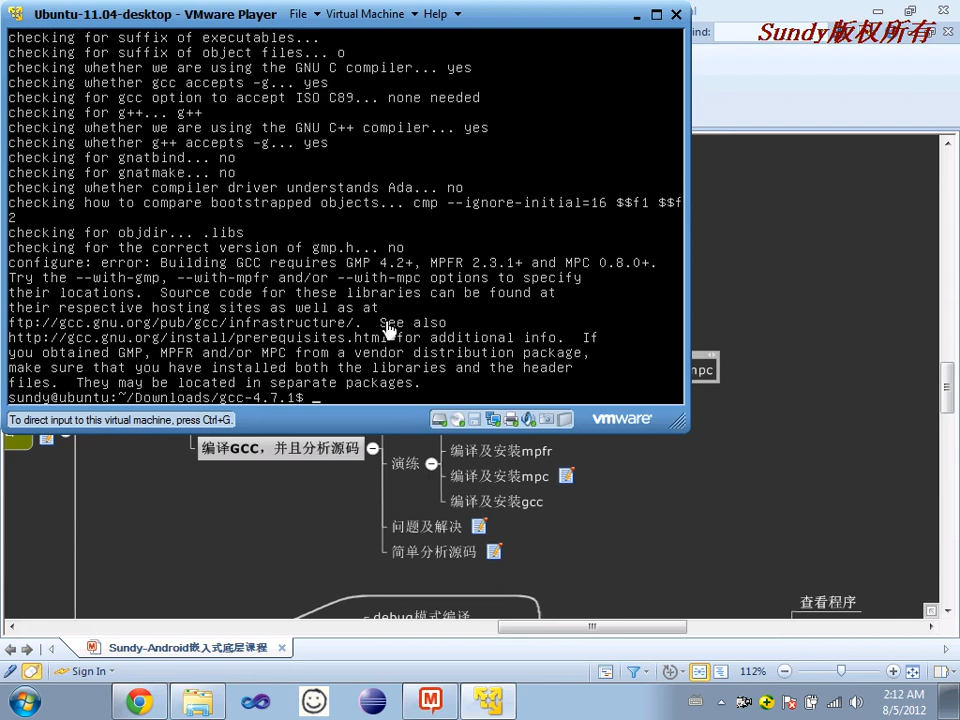 Ubuntu-11.04-desktop - VMware Player File Virtual Machine Help
ind:
Sundy版权所有
checking for suffix of executables...
checking for suffix of object files... o
checking whether we are using the GNU C compiler... yes
checking whether gcc accepts -g... yes
checking for gcc option to accept ISO C89... none needed
checking for g++... g++
checking whether we are using the GNU C++ compiler... yes
checking whether g++ accepts -g... yes
checking for gnatbind... no
checking for gnatmake... no
checking whether compiler driver understands Ada... no
checking how to compare bootstrapped objects... cmp --ignore-initial=16 $$f1 $$f
2
checking for objdir... .libs
checking for the correct version of gmp.h... no
configure: error: Building GCC requires GMP 4.2+, MPFR 2.3.1+ and MPC 0.8.0+.
Try the --with-gmp, --with-mpfr and/or --with-mpc options to specify
their locations.  Source code for these libraries can be found at
their respective hosting sites as well as at
ftp://gcc.gnu.org/pub/gcc/infrastructure/.  See also
http://gcc.gnu.org/install/prerequisites.html for additional info.  If
you obtained GMP, MPFR and/or MPC from a vendor distribution package,
make sure that you have installed both the libraries and the header
files.  They may be located in separate packages.
sundy@ubuntu:~/Downloads/gcc-4.7.1$ _
mpc
To direct input to this virtual machine, press Ctrl+G.
vmware
编译GCC，并且分析源码
演练
编译及安装mpfr
编译及安装mpc
编译及安装gcc
问题及解决
简单分析源码
debug模式编译
查看程序
Sundy-Android嵌入式底层课程
Sign In
112%
2:12 AM
8/5/2012